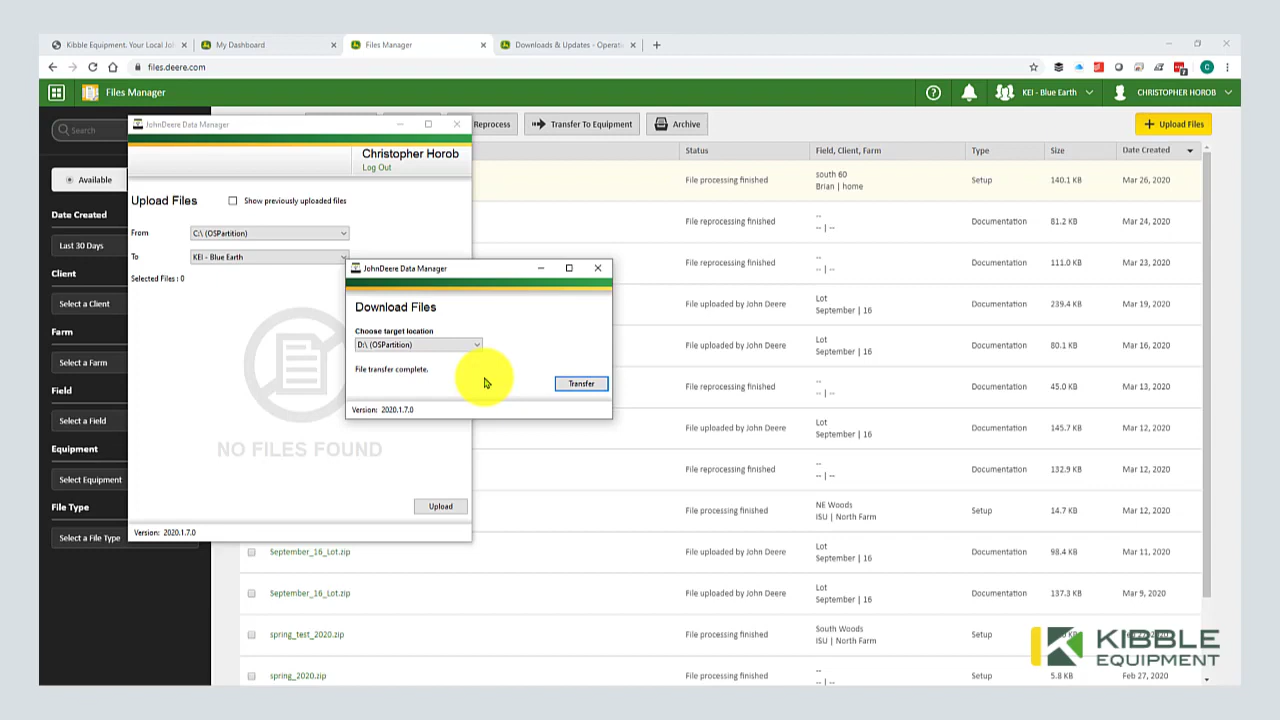 Kibble Equipment. Your Local Jo
My Dashboard
Files Manager
Downloads & Updates - Operati
files.deere.com
Files Manager
KEI - Blue Earth
CHRISTOPHER HOROB
Search
Reprocess
Transfer To Equipment
Archive
Upload Files
Available
Date Created
Last 30 Days
Client
Select a Client
Farm
Select a Farm
Field
Select a Field
Equipment
Select Equipment
File Type
Select a File Type
JohnDeere Data Manager
Christopher Horob
Log Out
Upload Files
Show previously uploaded files
From
C:\ (OSPartition)
To
KEI - Blue Earth
Selected Files : 0
NO FILES FOUND
Upload
Version: 2020.1.7.0
JohnDeere Data Manager
Download Files
Choose target location
D:\ (OSPartition)
File transfer complete.
Transfer
Version: 2020.1.7.0
Status
Field, Client, Farm
Type
Size
Date Created
File processing finished
south 60
Brian | home
Setup
140.1 KB
Mar 26, 2020
File reprocessing finished
--
-- | --
Documentation
81.2 KB
Mar 24, 2020
File reprocessing finished
--
-- | --
Documentation
111.0 KB
Mar 23, 2020
File uploaded by John Deere
Lot
September | 16
Documentation
239.4 KB
Mar 19, 2020
File uploaded by John Deere
Lot
September | 16
Documentation
80.1 KB
Mar 16, 2020
File reprocessing finished
--
-- | --
Documentation
45.0 KB
Mar 13, 2020
File uploaded by John Deere
Lot
September | 16
Documentation
145.7 KB
Mar 12, 2020
File reprocessing finished
--
-- | --
Documentation
132.9 KB
Mar 12, 2020
File processing finished
NE Woods
ISU | North Farm
Setup
14.7 KB
Mar 12, 2020
September_16_Lot.zip
File uploaded by John Deere
Lot
September | 16
Documentation
98.4 KB
Mar 11, 2020
September_16_Lot.zip
File uploaded by John Deere
Lot
September | 16
Documentation
137.3 KB
Mar 9, 2020
spring_test_2020.zip
File processing finished
South Woods
ISU | North Farm
Setup
spring_2020.zip
File processing finished
--
-- | --
Setup
5.8 KB
Feb 27, 2020
KIBBLE
EQUIPMENT